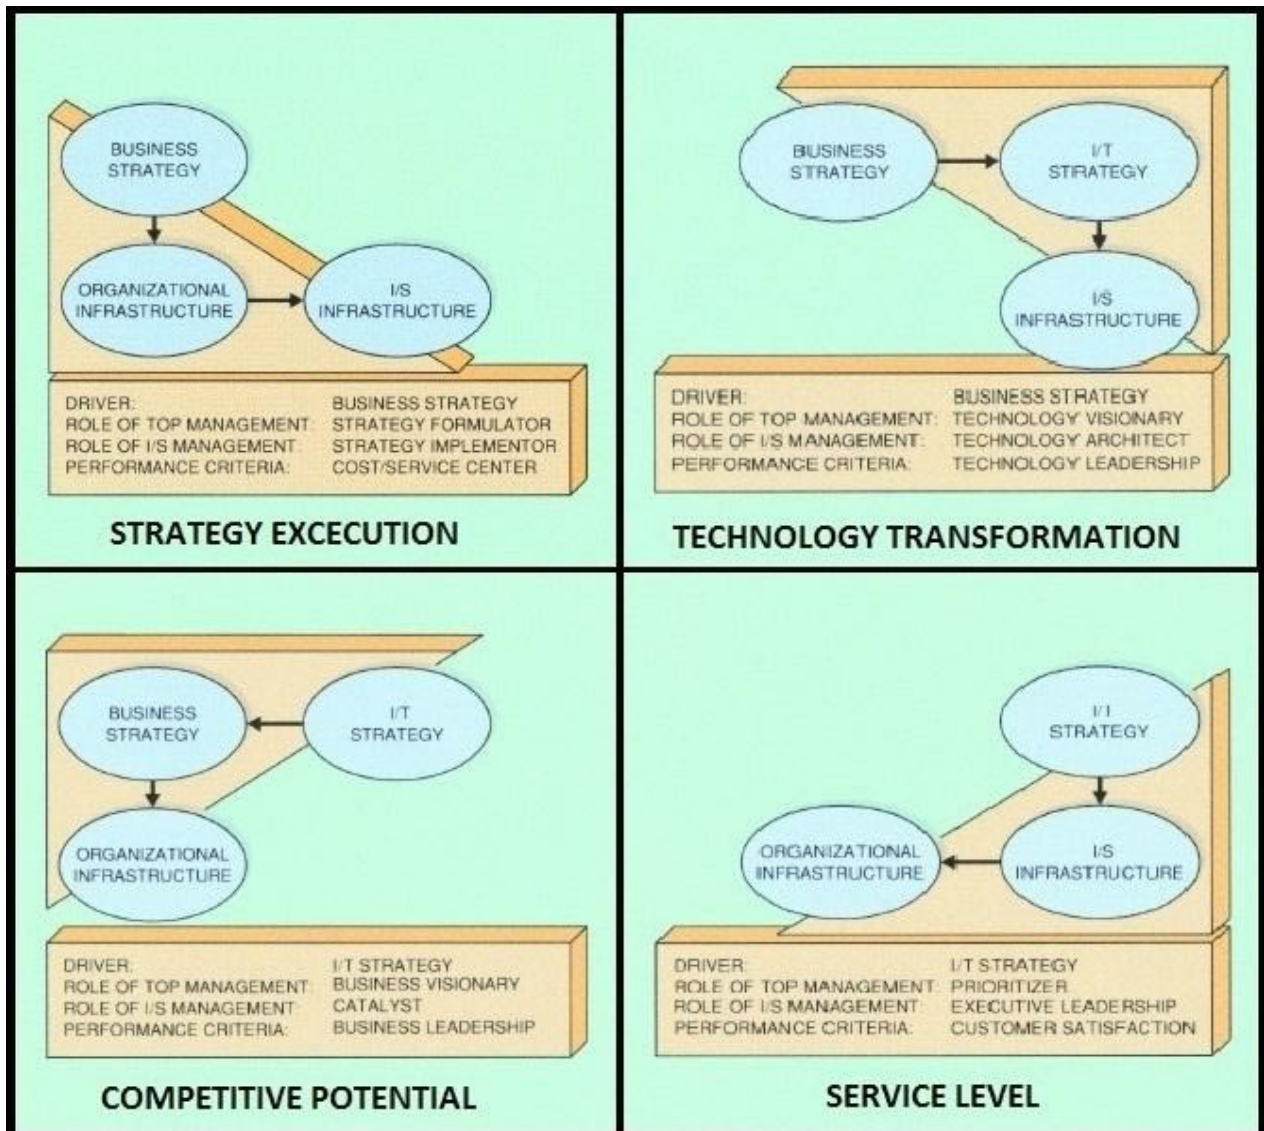 BUSINESS
STRATEGY
ORGANIZATIONAL
INFRASTRUCTURE
I/S
INFRASTRUCTURE
DRIVER: BUSINESS STRATEGY
ROLE OF TOP MANAGEMENT: STRATEGY FORMULATOR
ROLE OF I/S MANAGEMENT: STRATEGY IMPLEMENTOR
PERFORMANCE CRITERIA: COST/SERVICE CENTER
STRATEGY EXCECUTION
BUSINESS
STRATEGY
I/T
STRATEGY
I/S
INFRASTRUCTURE
DRIVER: BUSINESS STRATEGY
ROLE OF TOP MANAGEMENT: TECHNOLOGY VISIONARY
ROLE OF I/S MANAGEMENT: TECHNOLOGY ARCHITECT
PERFORMANCE CRITERIA: TECHNOLOGY LEADERSHIP
TECHNOLOGY TRANSFORMATION
BUSINESS
STRATEGY
I/T
STRATEGY
ORGANIZATIONAL
INFRASTRUCTURE
DRIVER: I/T STRATEGY
ROLE OF TOP MANAGEMENT: BUSINESS VISIONARY
ROLE OF I/S MANAGEMENT: CATALYST
PERFORMANCE CRITERIA: BUSINESS LEADERSHIP
COMPETITIVE POTENTIAL
I/T
STRATEGY
ORGANIZATIONAL
INFRASTRUCTURE
I/S
INFRASTRUCTURE
DRIVER: I/T STRATEGY
ROLE OF TOP MANAGEMENT: PRIORITIZER
ROLE OF I/S MANAGEMENT: EXECUTIVE LEADERSHIP
PERFORMANCE CRITERIA: CUSTOMER SATISFACTION
SERVICE LEVEL